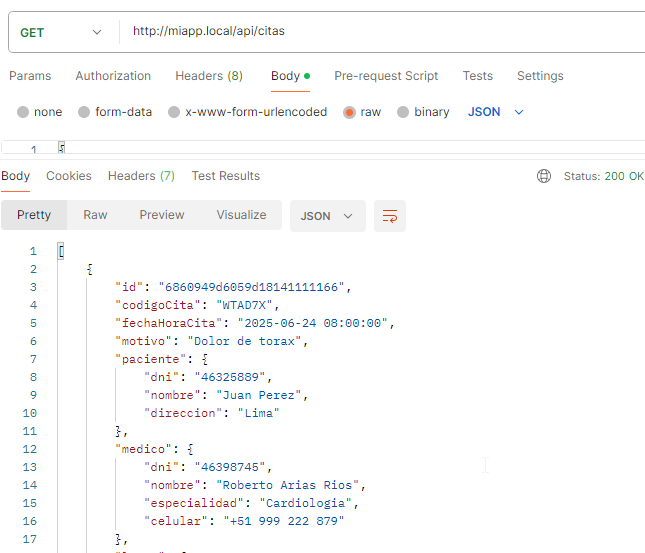 GET http://miapp.local/api/citas
Params Authorization Headers (8) Body Pre-request Script Tests Settings
none form-data x-www-form-urlencoded raw binary JSON
1 {
Body Cookies Headers (7) Test Results Status: 200 OK
Pretty Raw Preview Visualize JSON
1 [
2 {
3 "id": "6860949d6059d18141111166",
4 "codigoCita": "WTAD7X",
5 "fechaHoraCita": "2025-06-24 08:00:00",
6 "motivo": "Dolor de torax",
7 "paciente": {
8 "dni": "46325889",
9 "nombre": "Juan Perez",
10 "direccion": "Lima"
11 },
12 "medico": {
13 "dni": "46398745",
14 "nombre": "Roberto Arias Rios",
15 "especialidad": "Cardiologia",
16 "celular": "+51 999 222 879"
17 },